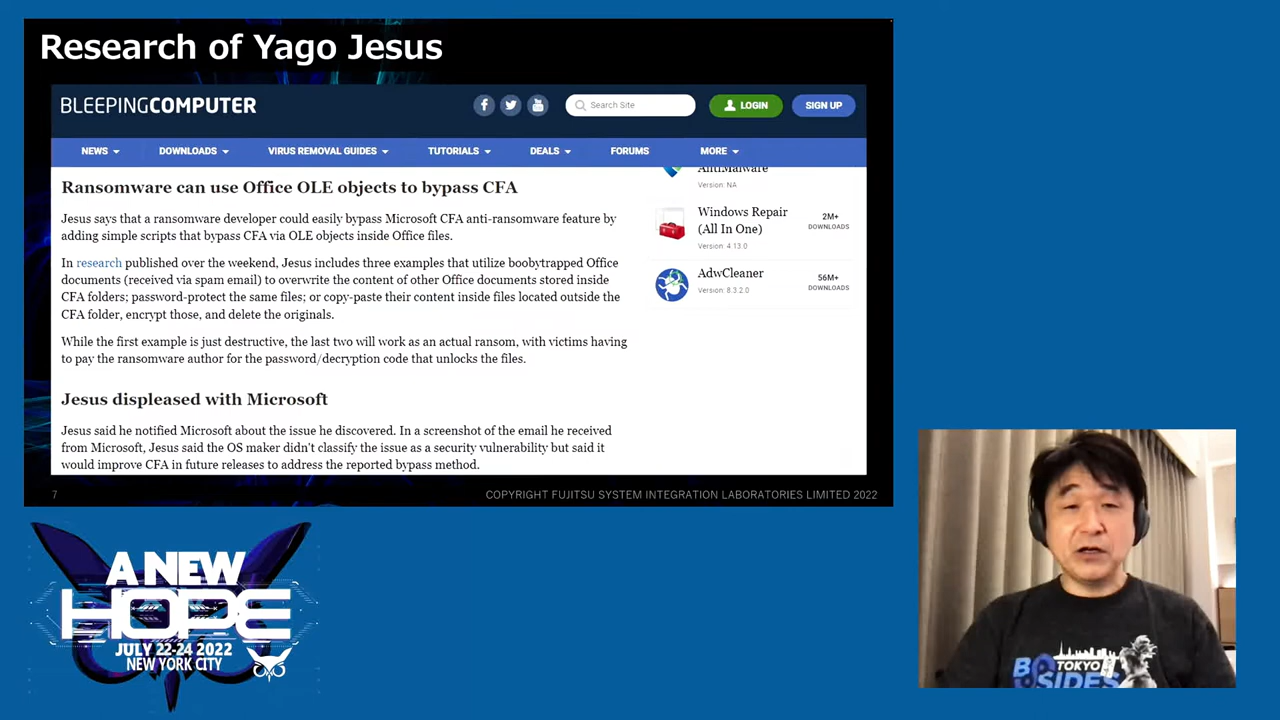 Research of Yago Jesus
BLEEPINGCOMPUTER
Search Site
LOGIN
SIGN UP
NEWS
DOWNLOADS
VIRUS REMOVAL GUIDES
TUTORIALS
DEALS
FORUMS
MORE
Ransomware can use Office OLE objects to bypass CFA
Jesus says that a ransomware developer could easily bypass Microsoft CFA anti-ransomware feature by
adding simple scripts that bypass CFA via OLE objects inside Office files.
In research published over the weekend, Jesus includes three examples that utilize boobytrapped Office
documents (received via spam email) to overwrite the content of other Office documents stored inside
CFA folders; password-protect the same files; or copy-paste their content inside files located outside the
CFA folder, encrypt those, and delete the originals.
While the first example is just destructive, the last two will work as an actual ransom, with victims having
to pay the ransomware author for the password/decryption code that unlocks the files.
Jesus displeased with Microsoft
Jesus said he notified Microsoft about the issue he discovered. In a screenshot of the email he received
from Microsoft, Jesus said the OS maker didn't classify the issue as a security vulnerability but said it
would improve CFA in future releases to address the reported bypass method.
AntiMalware
Version: NA
Windows Repair
(All In One)
Version: 4.13.0
2M+
DOWNLOADS
AdwCleaner
Version: 8.3.2.0
56M+
DOWNLOADS
7
COPYRIGHT FUJITSU SYSTEM INTEGRATION LABORATORIES LIMITED 2022
A NEW
HOPE
JULY 22-24 2022
NEW YORK CITY
TOKYO
BSIDES